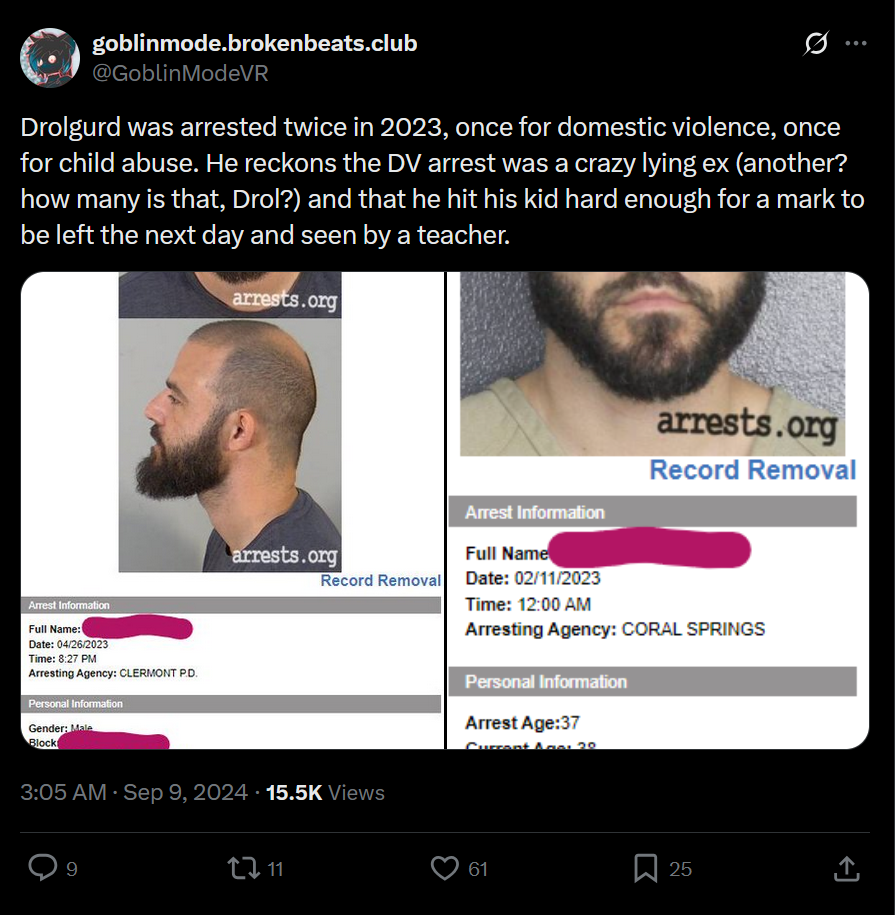 goblinmode.brokenbeats.club
@GoblinModeVR
Drolgurd was arrested twice in 2023, once for domestic violence, once
for child abuse. He reckons the DV arrest was a crazy lying ex (another?
how many is that, Drol?) and that he hit his kid hard enough for a mark to
be left the next day and seen by a teacher.
arrests.org
arrests.org
Record Removal
Arrest Information
Full Name:
Date: 04/26/2023
Time: 8:27 PM
Arresting Agency: CLERMONT P.D.
Personal Information
Gender: Male
Block
arrests.org
Record Removal
Arrest Information
Full Name
Date: 02/11/2023
Time: 12:00 AM
Arresting Agency: CORAL SPRINGS
Personal Information
Arrest Age:37
Current Age: 38
3:05 AM · Sep 9, 2024 · 15.5K Views
9
11
61
25